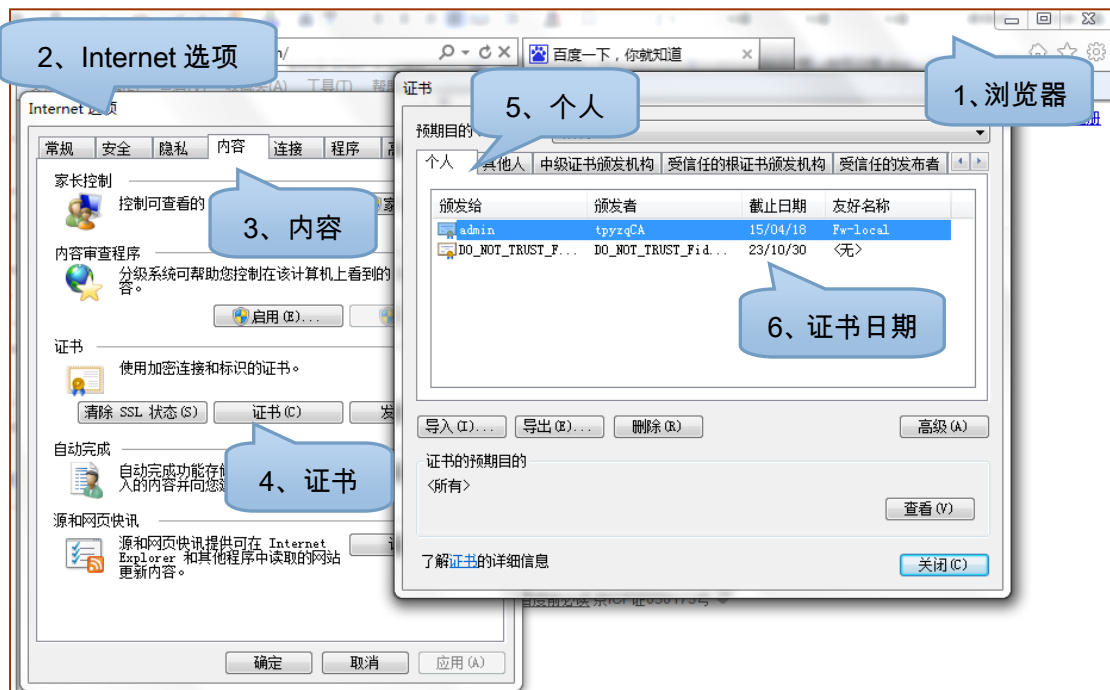 2、Internet 选项
百度一下，你就知道
1、浏览器
Internet 选项
常规 安全 隐私 内容 连接 程序
家长控制
控制可查看的
3、内容
内容审查程序
分级系统可帮助您控制在该计算机上看到的
容。
启用(E)...
证书
使用加密连接和标识的证书。
清除 SSL 状态(S) 证书(C)
自动完成
自动完成功能存储
入的内容并向您
4、证书
源和网页快讯
源和网页快讯提供可在 Internet
Explorer 和其他程序中读取的网站
更新内容。
确定 取消 应用(A)
证书
5、个人
预期目的
个人 其他人 中级证书颁发机构 受信任的根证书颁发机构 受信任的发布者
颁发给 颁发者 截止日期 友好名称
admin tpyzqCA 15/04/18 Fw-local
DO_NOT_TRUST_F... DO_NOT_TRUST_Fid... 23/10/30 <无>
6、证书日期
导入(I)... 导出(E)... 删除(R) 高级(A)
证书的预期目的
<所有>
查看(V)
了解证书的详细信息
关闭(C)